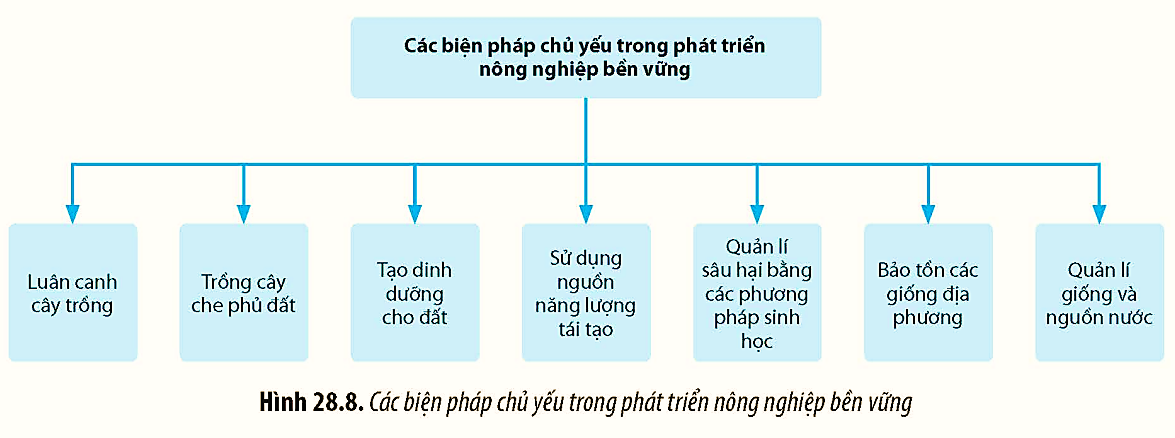 Các biện pháp chủ yếu trong phát triển
nông nghiệp bền vững
Luân canh
cây trồng
Trồng cây
che phủ đất
Tạo dinh
dưỡng
cho đất
Sử dụng
nguồn
năng lượng
tái tạo
Quản lí
sâu hại bằng
các phương
pháp sinh
học
Bảo tồn các
giống địa
phương
Quản lí
giống và
nguồn nước
Hình 28.8. Các biện pháp chủ yếu trong phát triển nông nghiệp bền vững